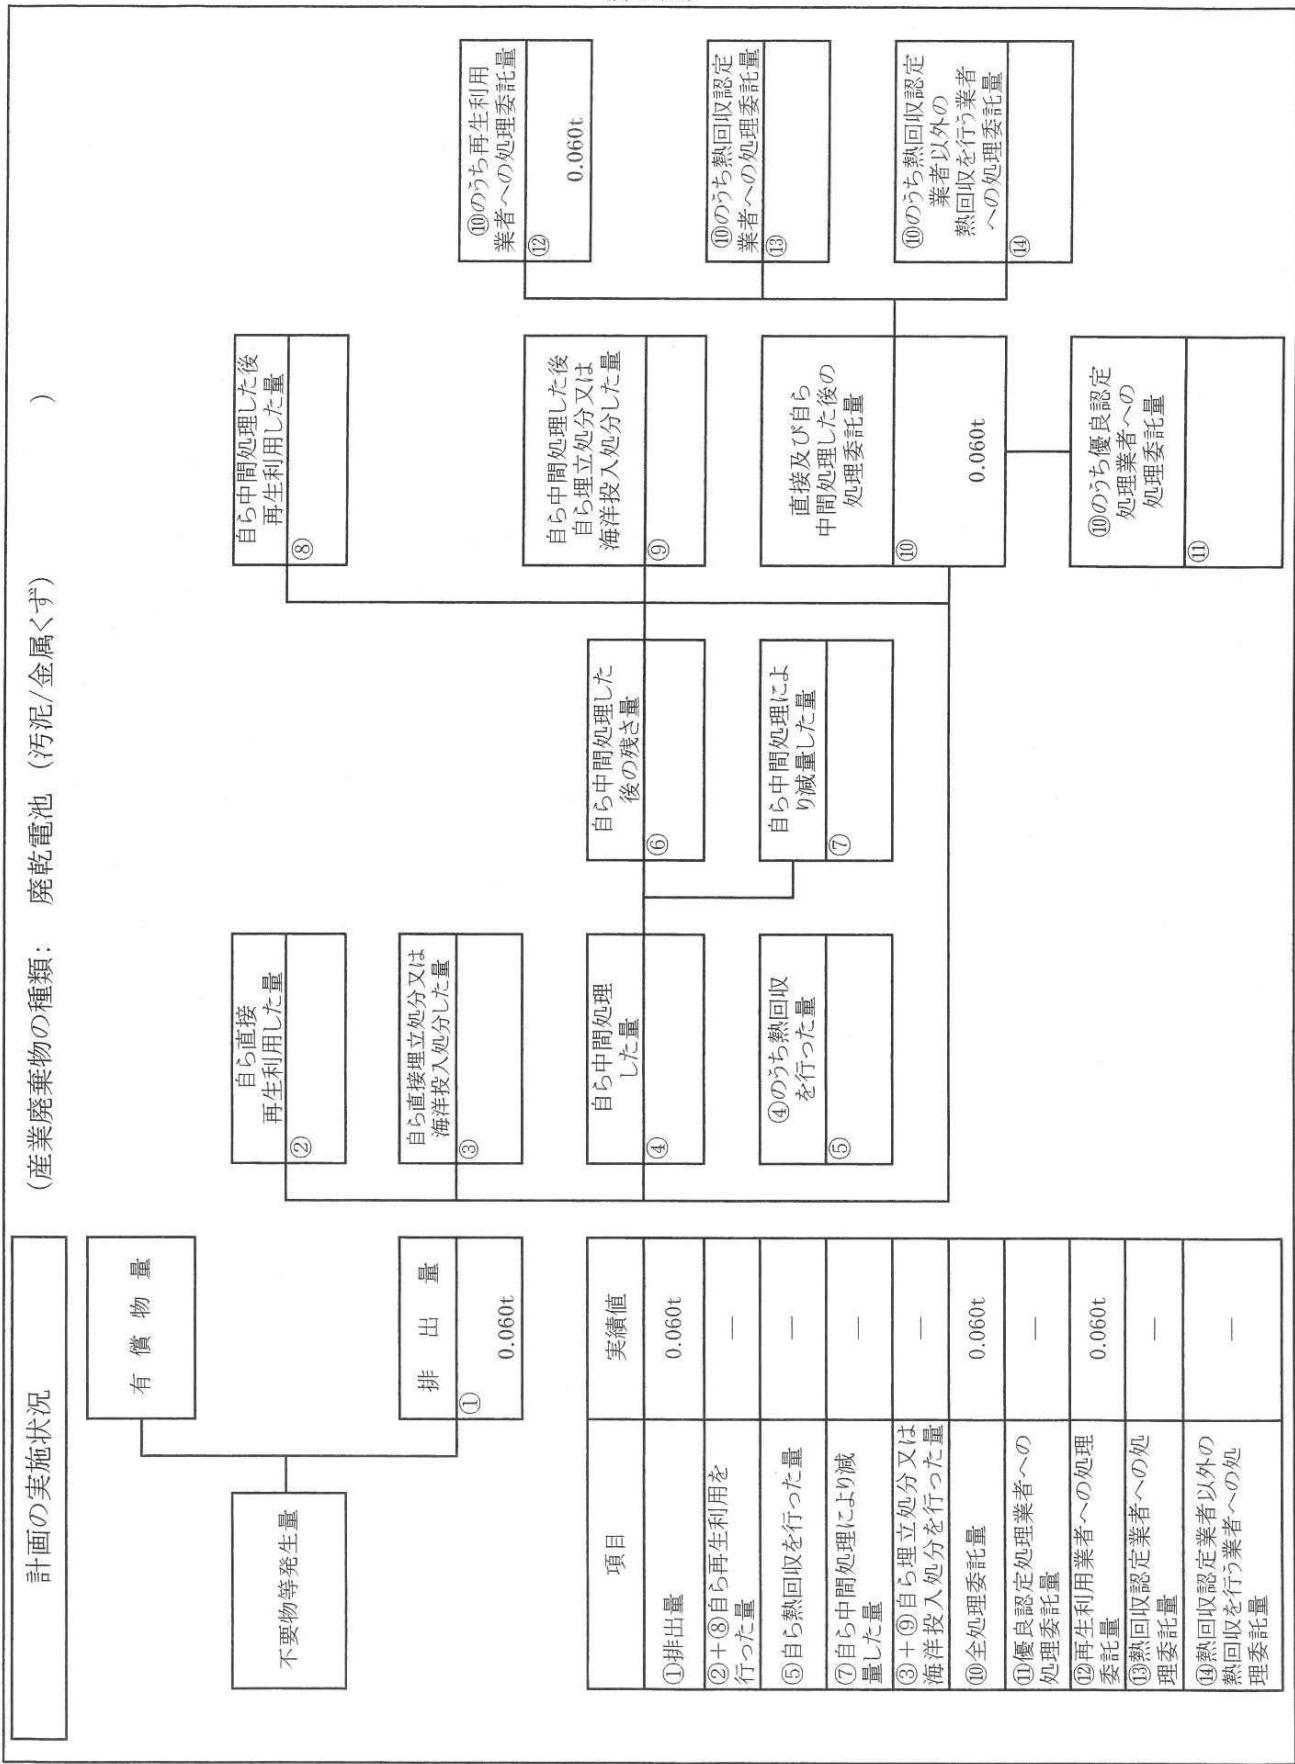 計画の実施状況
(産業廃棄物の種類: 廃乾電池 (汚泥/金属くず) )
不要物等発生量
有償物量
排出量
①
0.060t
自ら直接
再生利用した量
②
自ら直接埋立処分又は
海洋投入処分した量
③
自ら中間処理
した量
④
④のうち熱回収
を行った量
⑤
自ら中間処理した
後の残さ量
⑥
自ら中間処理によ
り減量した量
⑦
自ら中間処理した後
再生利用した量
⑧
自ら中間処理した後
自ら埋立処分又は
海洋投入処分した量
⑨
直接及び自ら
中間処理した後の
処理委託量
⑩
0.060t
⑩のうち優良認定
処理業者への
処理委託量
⑪
⑩のうち再生利用
業者への処理委託量
⑫
0.060t
⑩のうち熱回収認定
業者への処理委託量
⑬
⑩のうち熱回収認定
業者以外の
熱回収を行う業者
への処理委託量
⑭
項目 実績値
①排出量 0.060t
②+⑧自ら再生利用を
行った量 —
⑤自ら熱回収を行った量 —
⑦自ら中間処理により減
量した量 —
③+⑨自ら埋立処分又は
海洋投入処分を行った量 —
⑩全処理委託量 0.060t
⑪優良認定処理業者への
処理委託量 —
⑫再生利用業者への処理
委託量 0.060t
⑬熱回収認定業者への処
理委託量 —
⑭熱回収認定業者以外の
熱回収を行う業者への処
理委託量 —